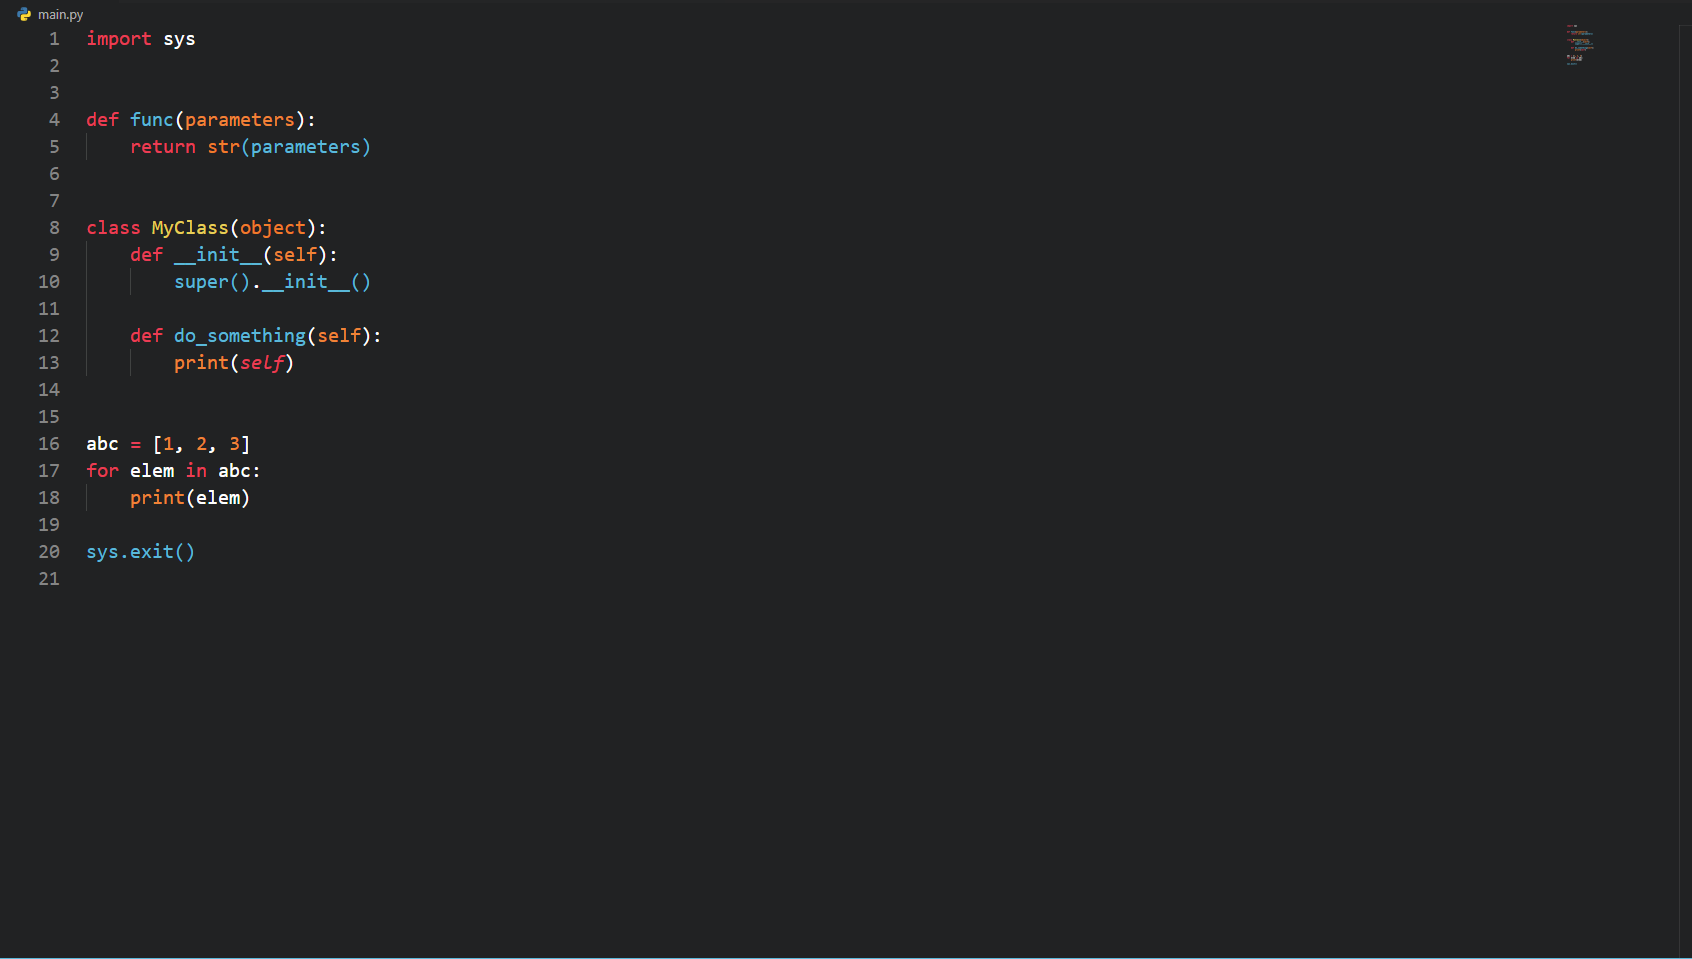 main.py
1 import sys
2
3
4 def func(parameters):
5     return str(parameters)
6
7
8 class MyClass(object):
9     def __init__(self):
10         super().__init__()
11
12     def do_something(self):
13         print(self)
14
15
16 abc = [1, 2, 3]
17 for elem in abc:
18     print(elem)
19
20 sys.exit()
21